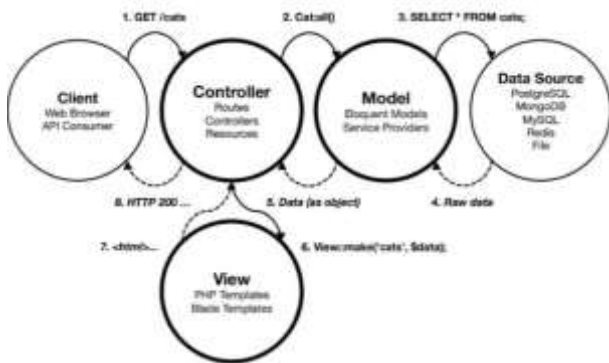 1. GET /cats
2. Cat::all()
3. SELECT * FROM cats;
Client
Web Browser
API Consumer
Controller
Routes
Controllers
Resources
Model
Eloquant Models
Service Providers
Data Source
PostgreSQL
MongoDB
MySQL
Redis
File
8. HTTP 200 ...
5. Data (as object)
4. Raw data
7. <html>...
6. View::make('cats', $data);
View
PHP Templates
Blade Templates